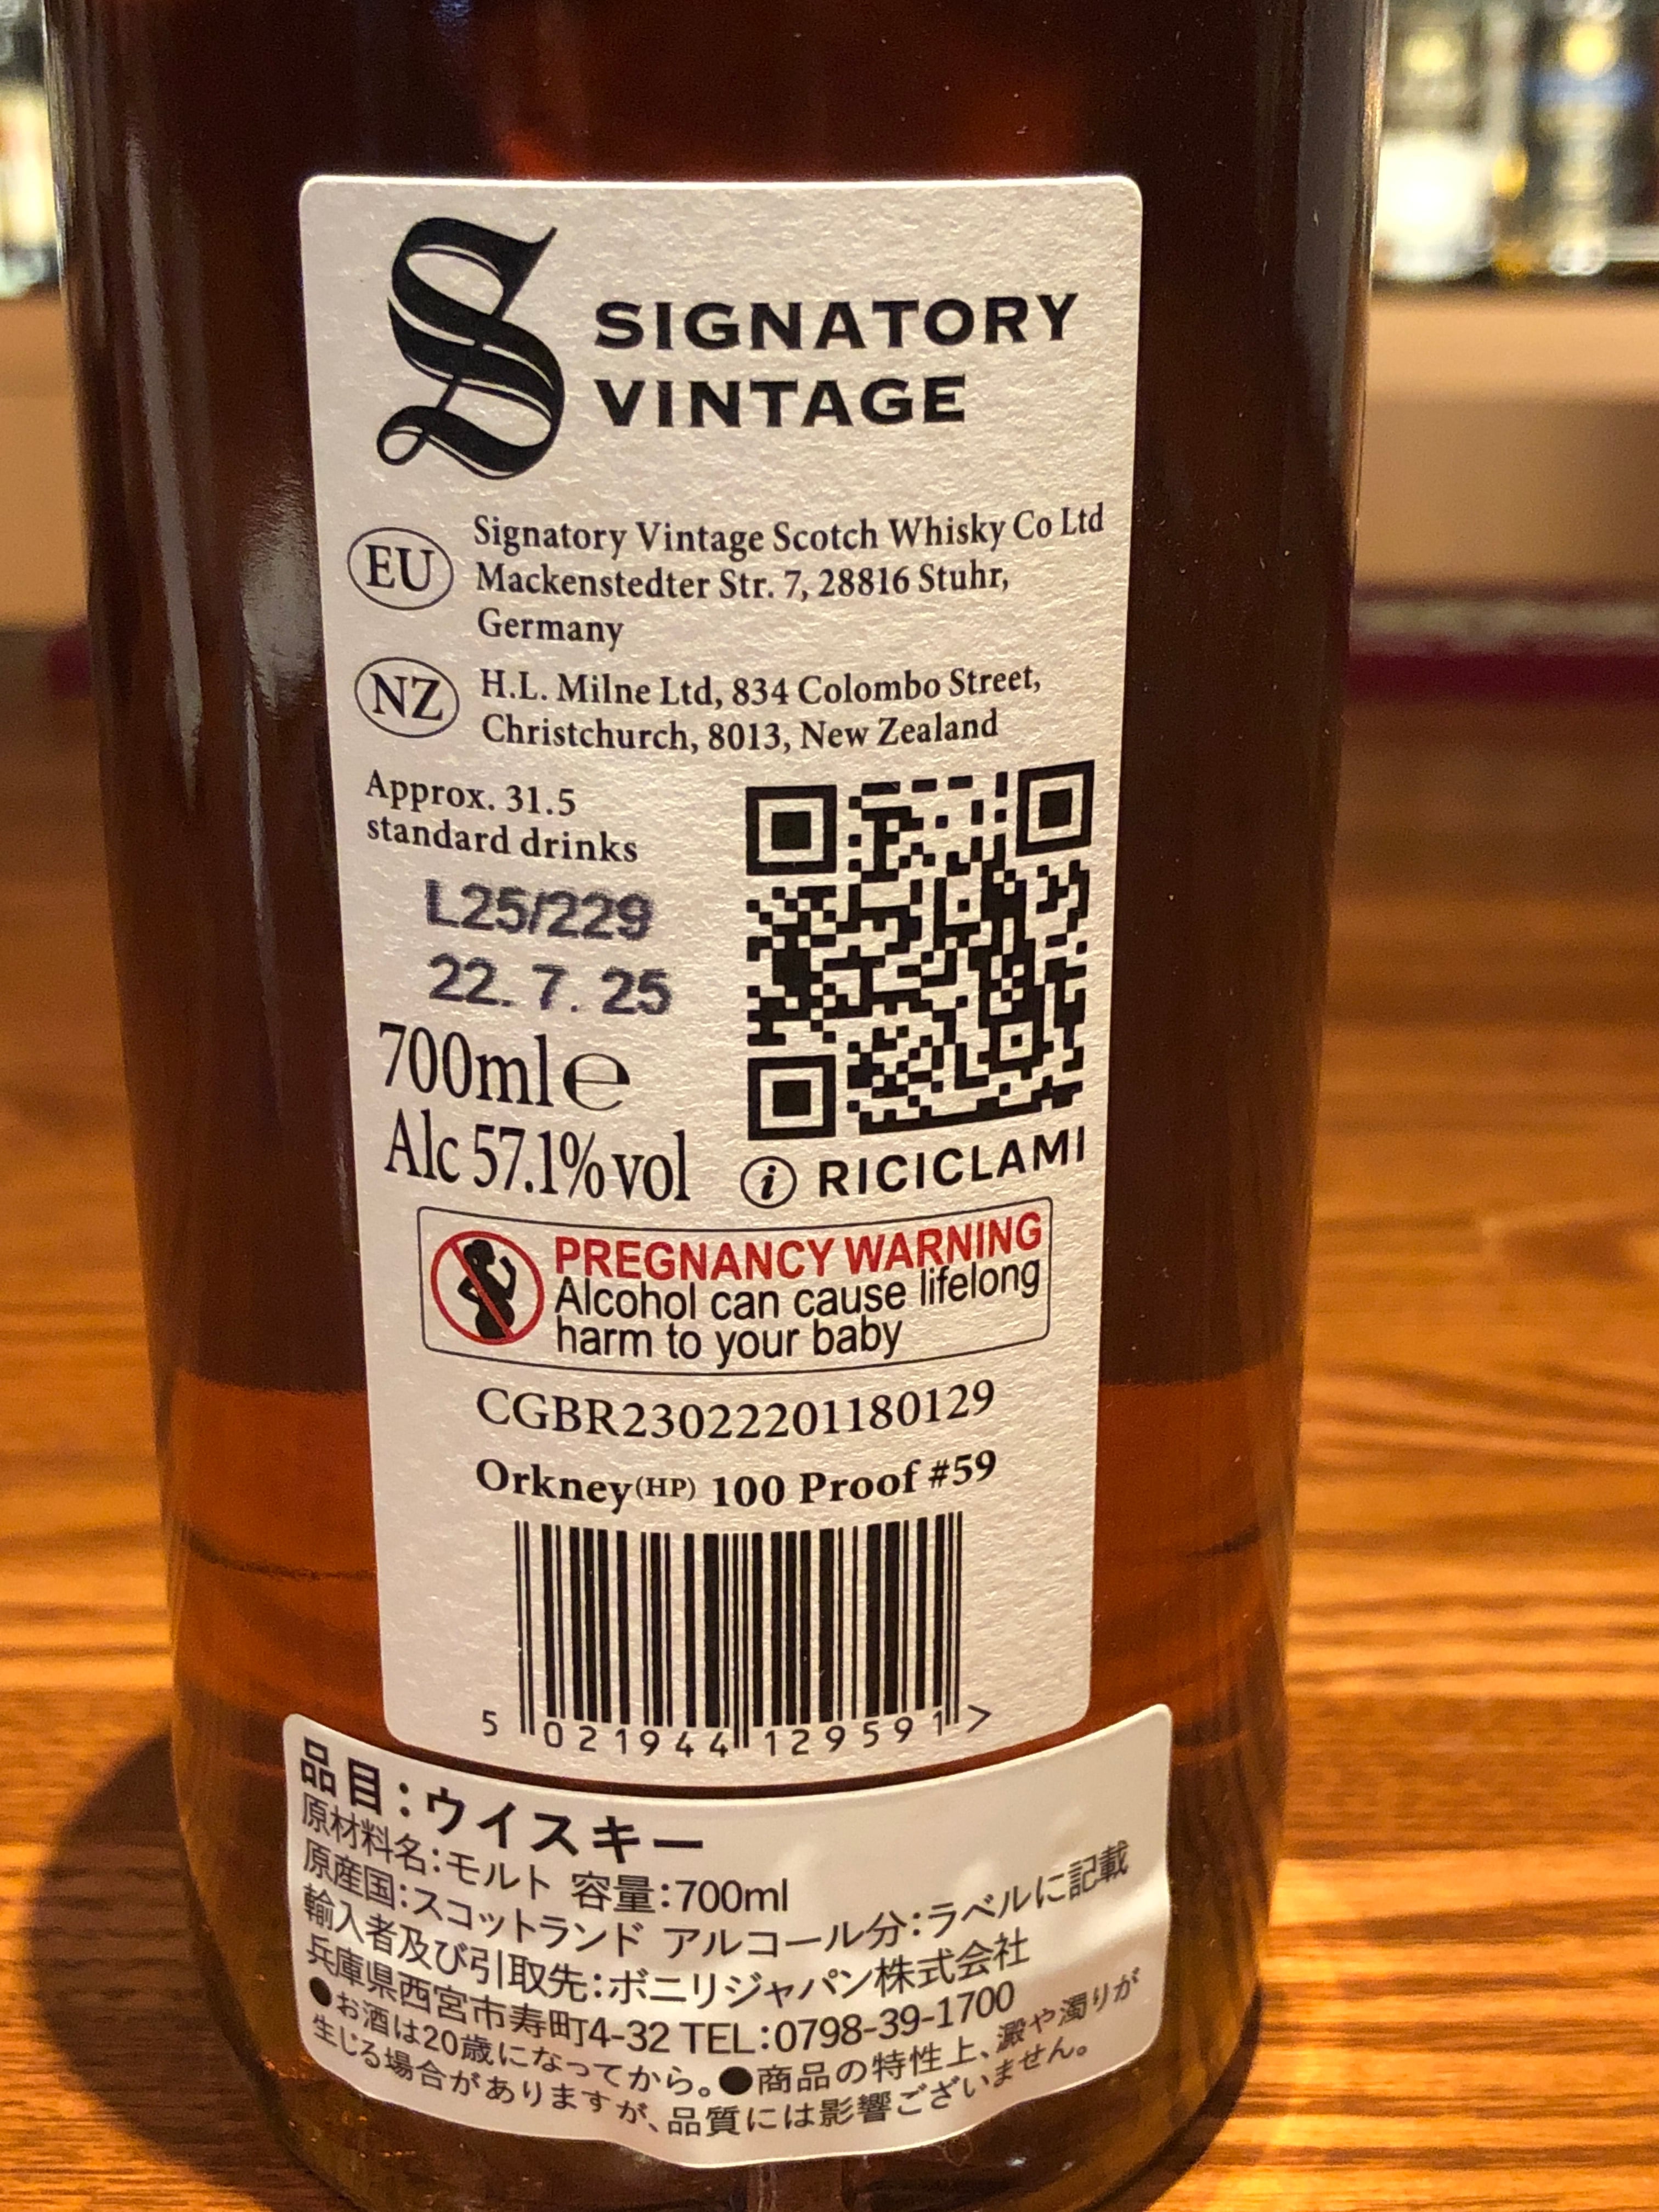 S
SIGNATORY
VINTAGE
EU
Signatory Vintage Scotch Whisky Co Ltd
Mackenstedter Str. 7, 28816 Stuhr,
Germany
NZ
H.L. Milne Ltd, 834 Colombo Street,
Christchurch, 8013, New Zealand
Approx. 31.5
standard drinks
L25/229
22. 7. 25
700ml ℮
Alc 57.1% vol
i RICICLAMI
PREGNANCY WARNING
Alcohol can cause lifelong
harm to your baby
CGBR23022201180129
Orkney(HP) 100 Proof #59
5 021944 129591 >
品目:ウイスキー
原材料名:モルト 容量:700ml
原産国:スコットランド アルコール分:ラベルに記載
輸入者及び引取先:ボニリジャパン株式会社
兵庫県西宮市寿町4-32 TEL:0798-39-1700
●お酒は20歳になってから。●商品の特性上、澱や濁りが
生じる場合がありますが、品質には影響ございません。